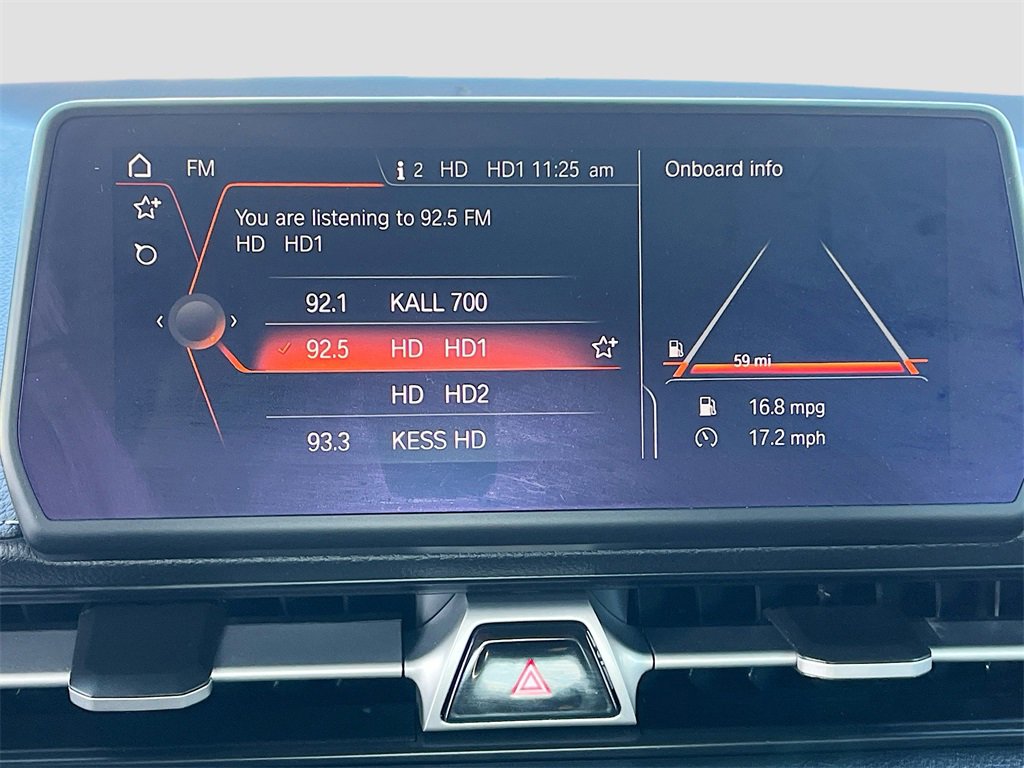 FM
i 2 HD HD1 11:25 am
Onboard info
You are listening to 92.5 FM
HD HD1
92.1 KALL 700
92.5 HD HD1
HD HD2
93.3 KESS HD
59 mi
16.8 mpg
17.2 mph